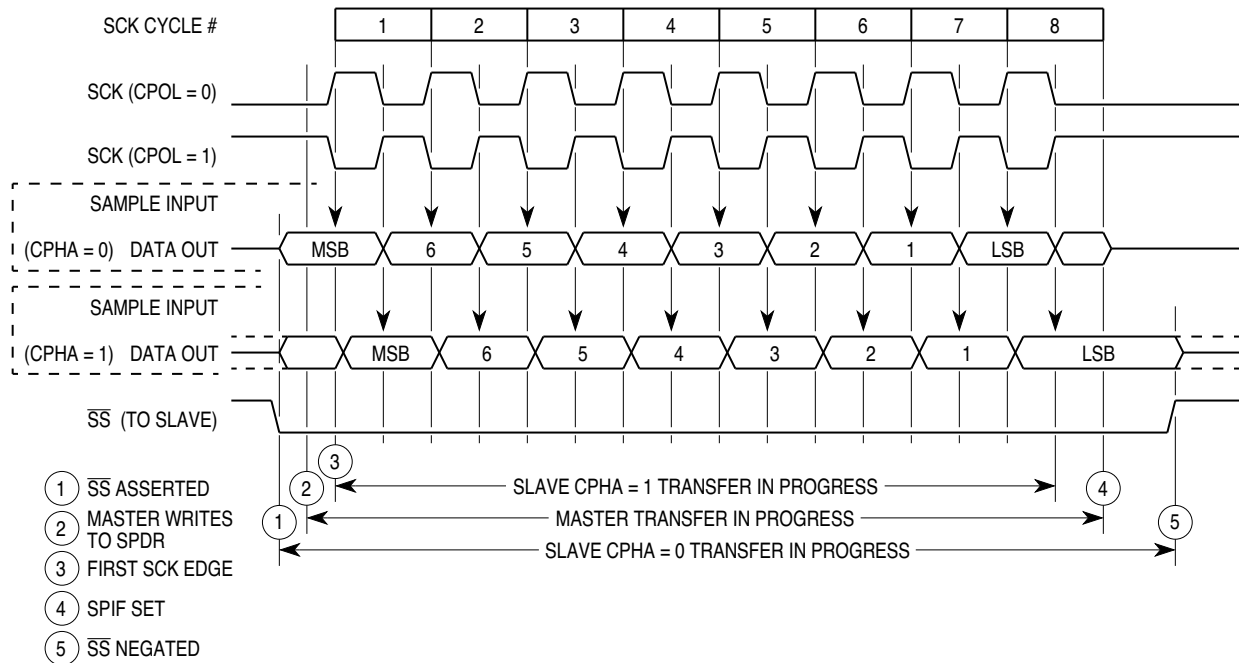 SCK CYCLE # 1 2 3 4 5 6 7 8
SCK (CPOL = 0)
SCK (CPOL = 1)
SAMPLE INPUT
(CPHA = 0) DATA OUT MSB 6 5 4 3 2 1 LSB
SAMPLE INPUT
(CPHA = 1) DATA OUT MSB 6 5 4 3 2 1 LSB
SS (TO SLAVE)
3
SLAVE CPHA = 1 TRANSFER IN PROGRESS
2 4
MASTER TRANSFER IN PROGRESS
1 5
SLAVE CPHA = 0 TRANSFER IN PROGRESS
1 SS ASSERTED
2 MASTER WRITES
TO SPDR
3 FIRST SCK EDGE
4 SPIF SET
5 SS NEGATED